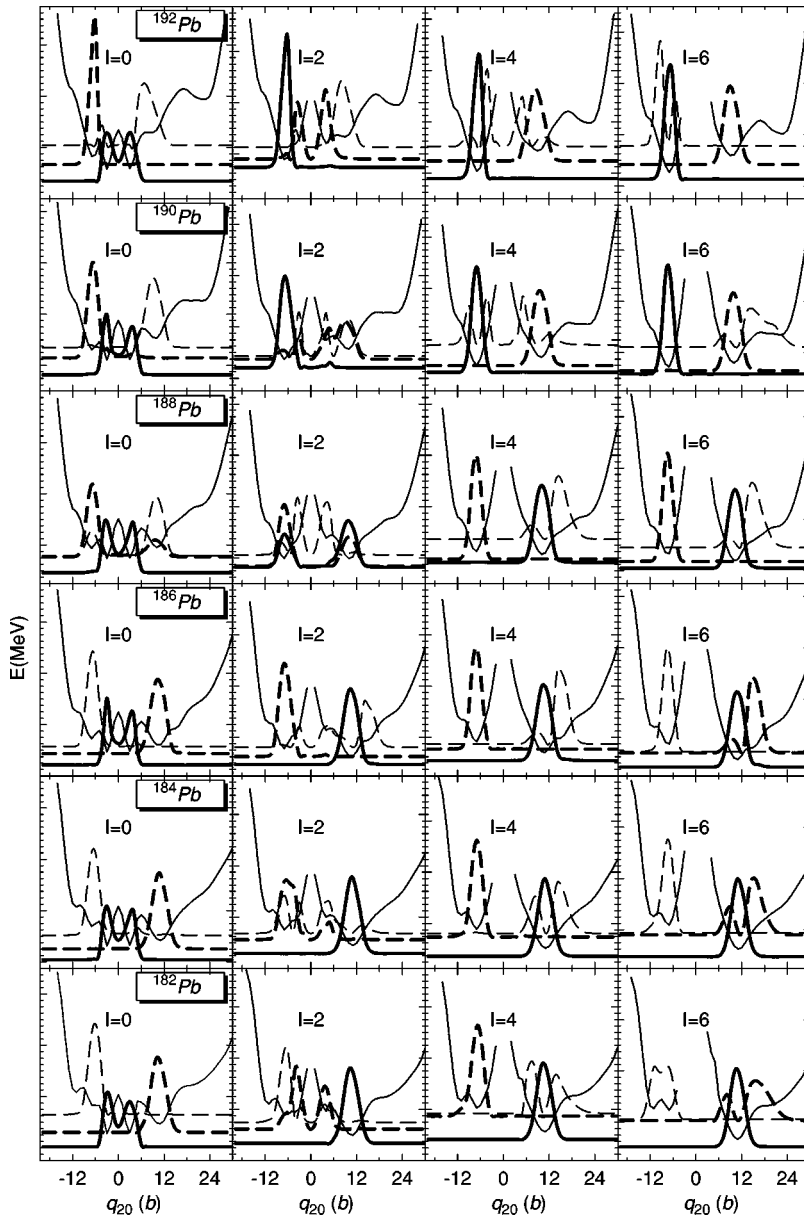 192Pb
I=0 I=2 I=4 I=6
190Pb
I=0 I=2 I=4 I=6
188Pb
I=0 I=2 I=4 I=6
186Pb
I=0 I=2 I=4 I=6
E(MeV)
184Pb
I=0 I=2 I=4 I=6
182Pb
I=0 I=2 I=4 I=6
-12 0 12 24 -12 0 12 24 -12 0 12 24 -12 0 12 24
q20 (b) q20 (b) q20 (b) q20 (b)